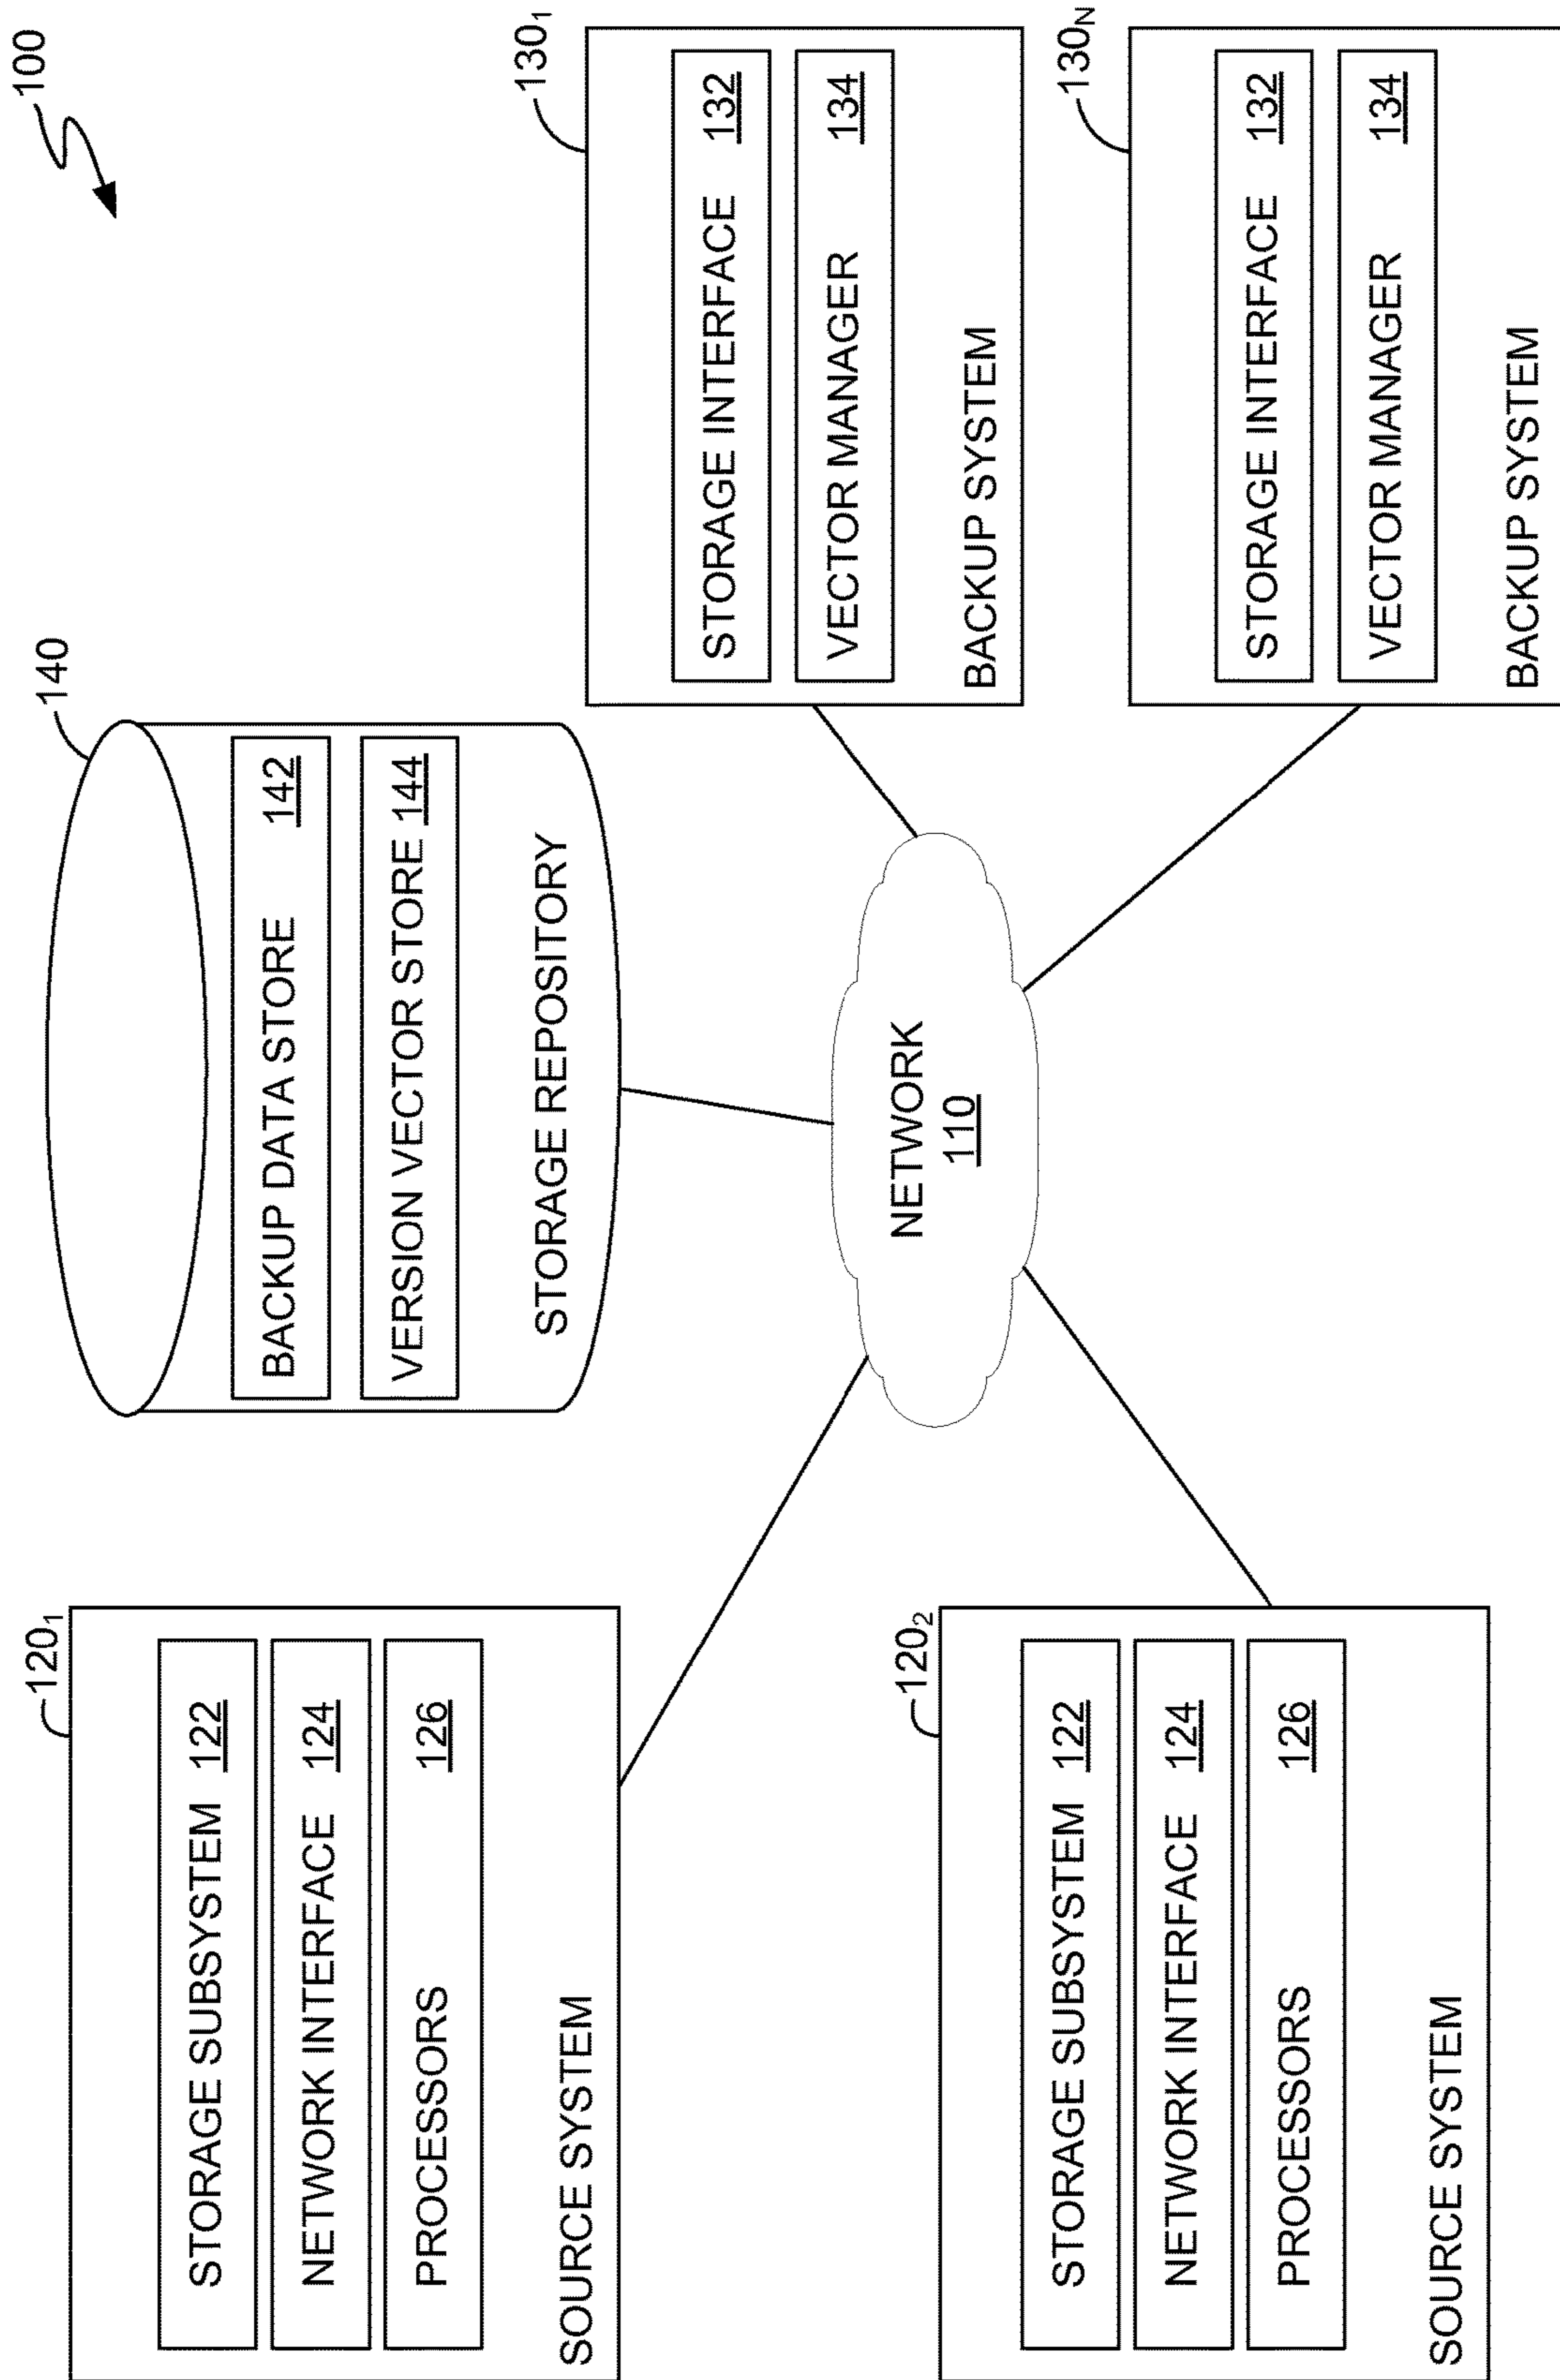 100
140
BACKUP DATA STORE 142
VERSION VECTOR STORE 144
STORAGE REPOSITORY
120₁
STORAGE SUBSYSTEM 122
NETWORK INTERFACE 124
PROCESSORS 126
SOURCE SYSTEM
130₁
STORAGE INTERFACE 132
VECTOR MANAGER 134
BACKUP SYSTEM
NETWORK
110
120₂
STORAGE SUBSYSTEM 122
NETWORK INTERFACE 124
PROCESSORS 126
SOURCE SYSTEM
130N
STORAGE INTERFACE 132
VECTOR MANAGER 134
BACKUP SYSTEM